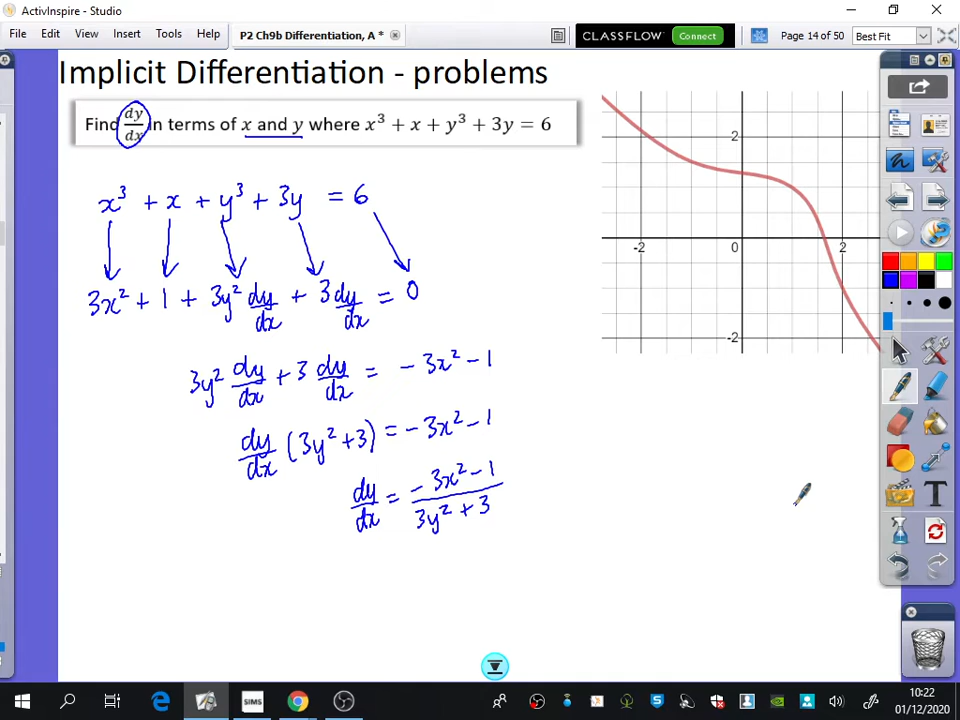 ActivInspire - Studio
File Edit View Insert Tools Help
P2 Ch9b Differentiation, A *
CLASSFLOW Connect
Page 14 of 50
Best Fit
Implicit Differentiation - problems
Find dy/dx in terms of x and y where x³ + x + y³ + 3y = 6
x³ + x + y³ + 3y = 6
3x² + 1 + 3y² dy/dx + 3 dy/dx = 0
3y² dy/dx + 3 dy/dx = -3x² - 1
dy/dx (3y² + 3) = -3x² - 1
dy/dx = (-3x² - 1)/(3y² + 3)
2
-2 0 2
-2
SIMS
10:22
01/12/2020